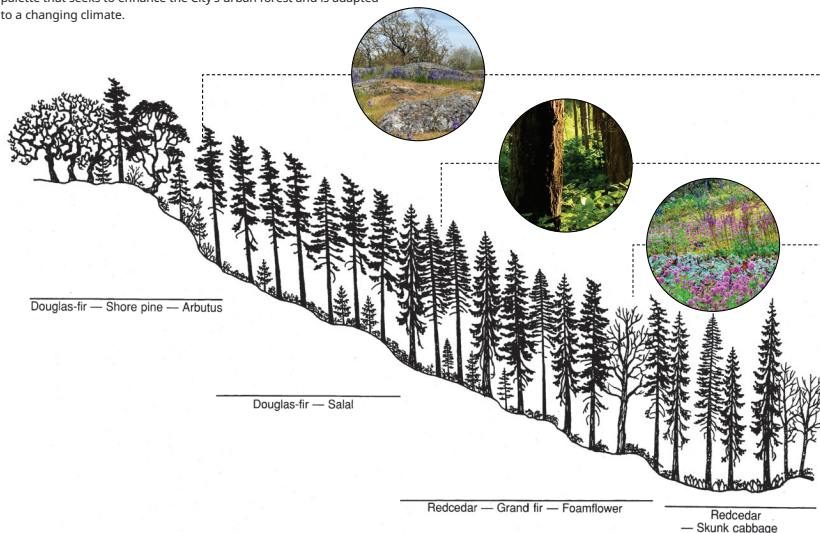 palette that seeks to enhance the City's urban forest and is adapted
to a changing climate.
Douglas-fir — Shore pine — Arbutus
Douglas-fir — Salal
Redcedar — Grand fir — Foamflower
Redcedar
— Skunk cabbage